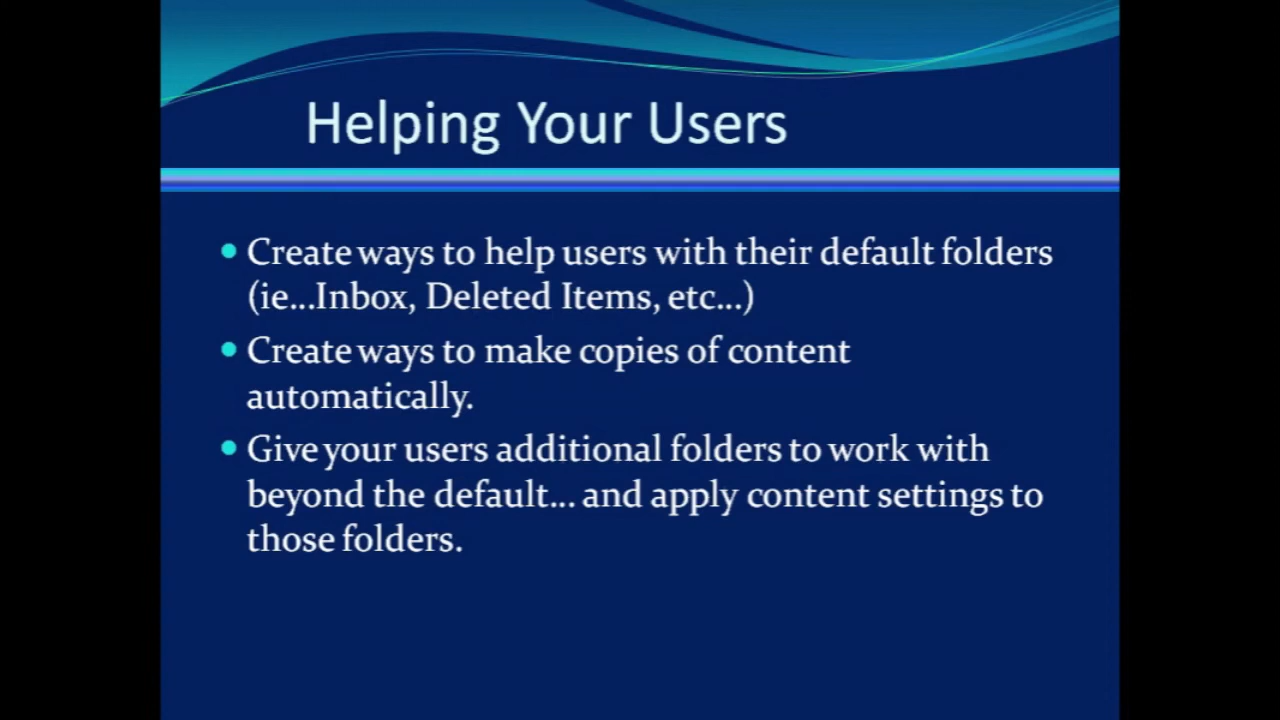 Helping Your Users
Create ways to help users with their default folders
(ie...Inbox, Deleted Items, etc...)
Create ways to make copies of content
automatically.
Give your users additional folders to work with
beyond the default... and apply content settings to
those folders.